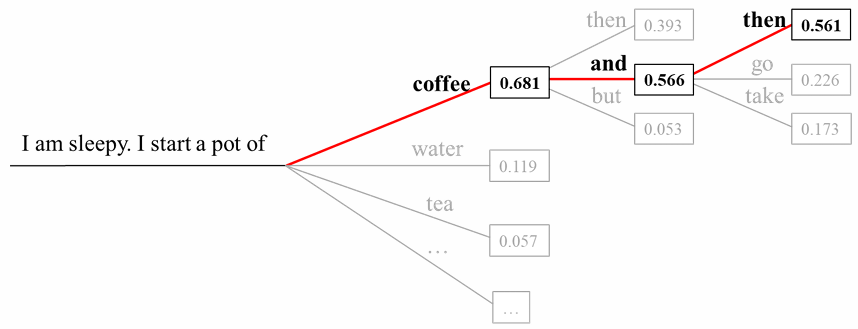 then 0.393
then 0.561
coffee 0.681
and 0.566
go 0.226
but 0.053
take 0.173
I am sleepy. I start a pot of
water 0.119
tea 0.057
... ...